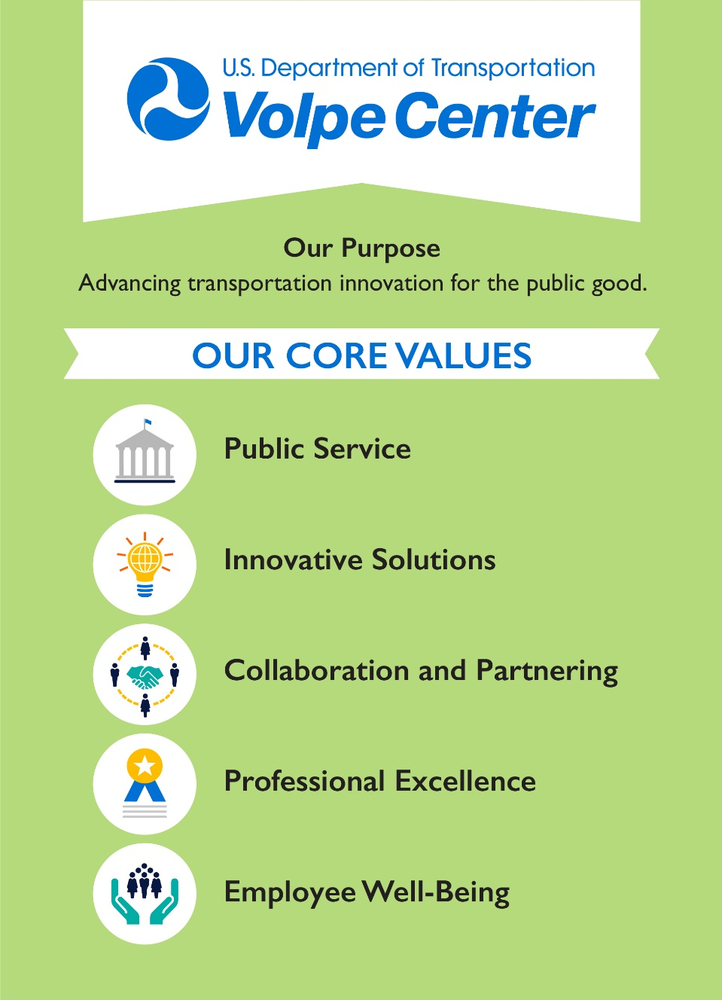 U.S. Department of Transportation
Volpe Center
Our Purpose
Advancing transportation innovation for the public good.
OUR CORE VALUES
Public Service
Innovative Solutions
Collaboration and Partnering
Professional Excellence
Employee Well-Being